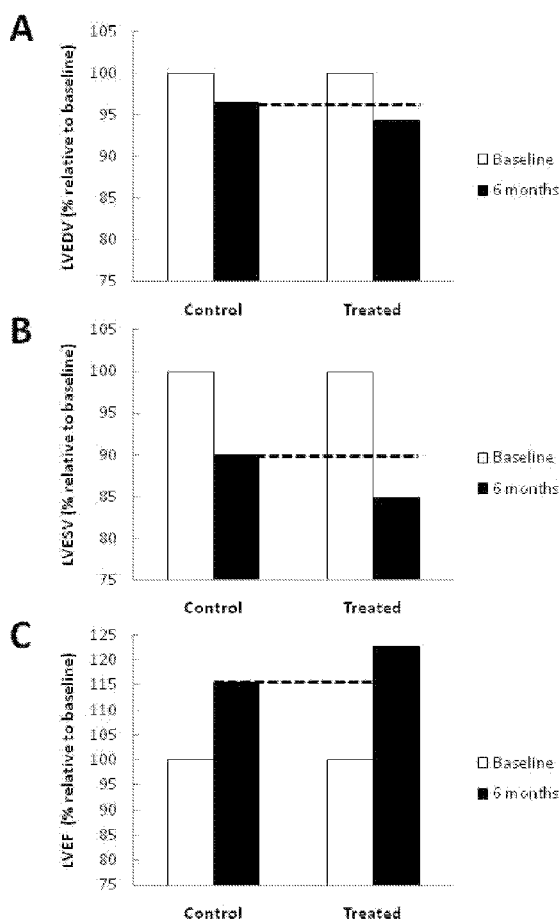 A
LVEDV (% relative to baseline)
105
100
95
90
85
80
75
Control Treated
Baseline
6 months
B
LVESV (% relative to baseline)
105
100
95
90
85
80
75
Control Treated
Baseline
6 months
C
LVEF (% relative to baseline)
125
120
115
110
105
100
95
90
85
80
75
Control Treated
Baseline
6 months